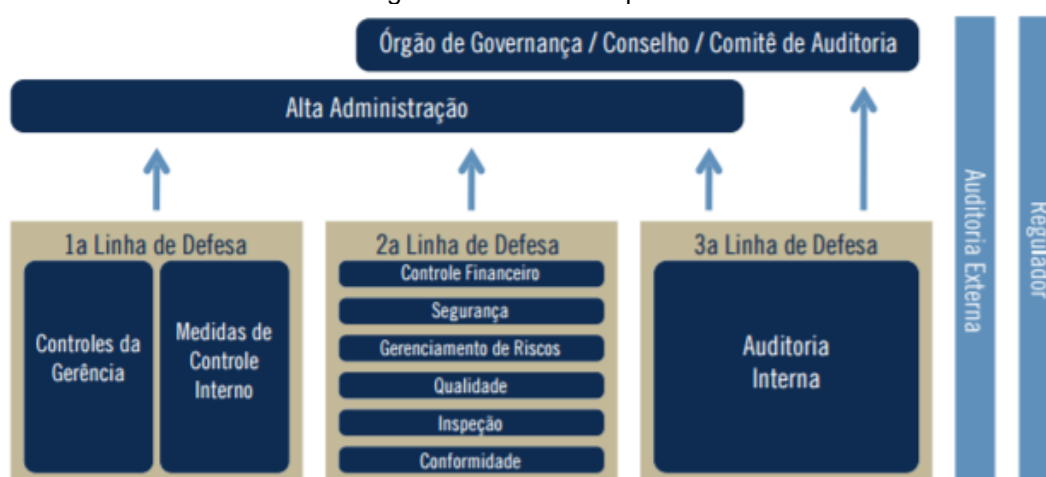 Órgão de Governança / Conselho / Comitê de Auditoria
Alta Administração
1a Linha de Defesa
Controles da
Gerência
Medidas de
Controle
Interno
2a Linha de Defesa
Controle Financeiro
Segurança
Gerenciamento de Riscos
Qualidade
Inspeção
Conformidade
3a Linha de Defesa
Auditoria
Interna
Auditoria Externa
Regulador